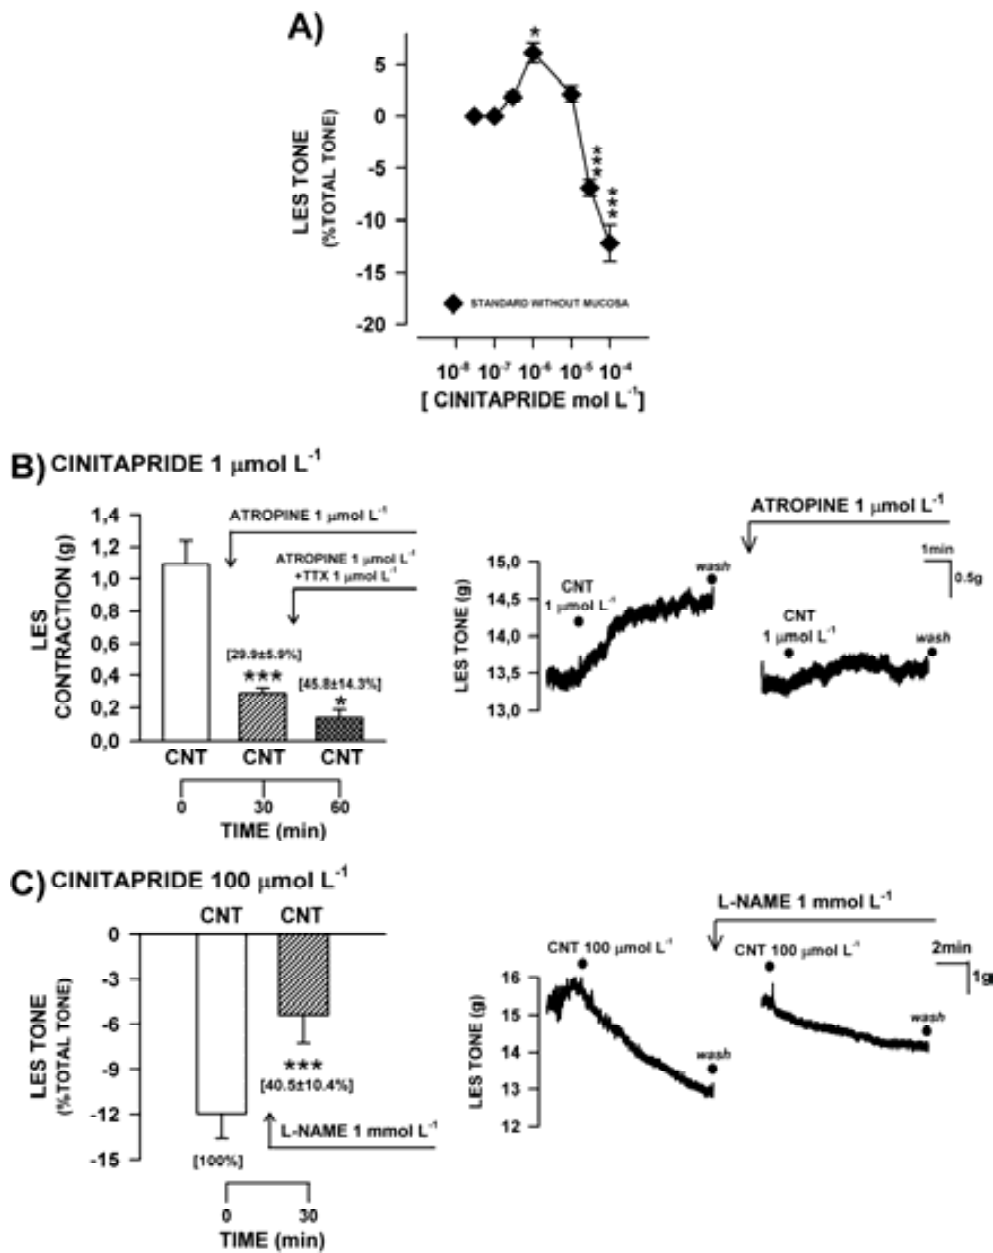 A)
*
5
0
-5
-10
-15
-20
LES TONE
(%TOTAL TONE)
***
***
STANDARD WITHOUT MUCOSA
10⁻⁸ 10⁻⁷ 10⁻⁶ 10⁻⁵ 10⁻⁴
[ CINITAPRIDE mol L⁻¹]
B) CINITAPRIDE 1 μmol L⁻¹
1,4
1,2
1,0
0,8
0,6
0,4
0,2
0,0
LES
CONTRACTION (g)
ATROPINE 1 μmol L⁻¹
ATROPINE 1 μmol L⁻¹
+TTX 1 μmol L⁻¹
[29.9±5.9%]
***
[45.8±14.3%]
*
CNT CNT CNT
0 30 60
TIME (min)
ATROPINE 1 μmol L⁻¹
1min
0.5g
15,0
14,5
14,0
13,5
13,0
LES TONE (g)
CNT
1 μmol L⁻¹
wash
CNT
1 μmol L⁻¹
wash
C) CINITAPRIDE 100 μmol L⁻¹
CNT CNT
0
-3
-6
-9
-12
-15
LES TONE
(%TOTAL TONE)
***
[40.5±10.4%]
L-NAME 1 mmol L⁻¹
[100%]
0 30
TIME (min)
L-NAME 1 mmol L⁻¹
CNT 100 μmol L⁻¹
CNT 100 μmol L⁻¹
2min
1g
16
15
14
13
12
LES TONE (g)
wash
wash